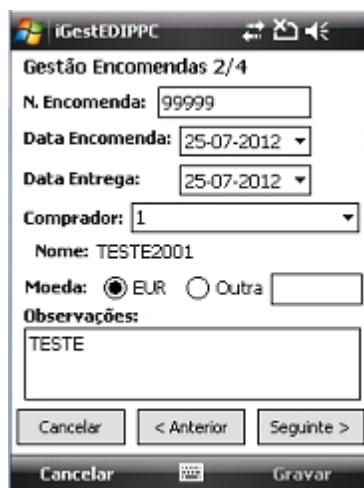 iGestEDIPPC
Gestão Encomendas 2/4
N. Encomenda: 99999
Data Encomenda: 25-07-2012
Data Entrega: 25-07-2012
Comprador: 1
Nome: TESTE2001
Moeda: EUR Outra
Observações:
TESTE
Cancelar < Anterior Seguinte >
Cancelar Gravar